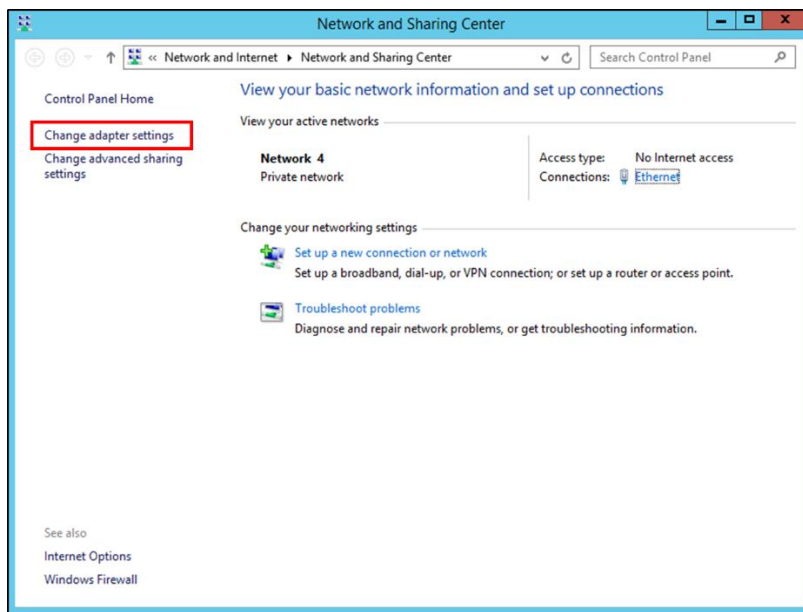 Network and Sharing Center
« Network and Internet ▸ Network and Sharing Center
Search Control Panel
Control Panel Home
Change adapter settings
Change advanced sharing
settings
View your basic network information and set up connections
View your active networks
Network 4
Private network
Access type: No Internet access
Connections: Ethernet
Change your networking settings
Set up a new connection or network
Set up a broadband, dial-up, or VPN connection; or set up a router or access point.
Troubleshoot problems
Diagnose and repair network problems, or get troubleshooting information.
See also
Internet Options
Windows Firewall